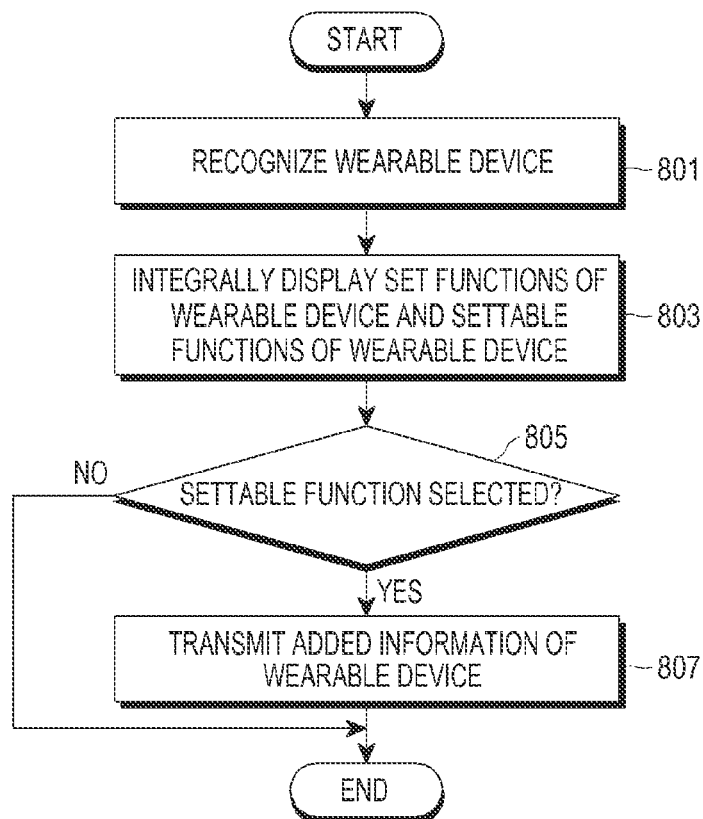 START
RECOGNIZE WEARABLE DEVICE
801
INTEGRALLY DISPLAY SET FUNCTIONS OF
WEARABLE DEVICE AND SETTABLE
FUNCTIONS OF WEARABLE DEVICE
803
805
NO
SETTABLE FUNCTION SELECTED?
YES
TRANSMIT ADDED INFORMATION OF
WEARABLE DEVICE
807
END